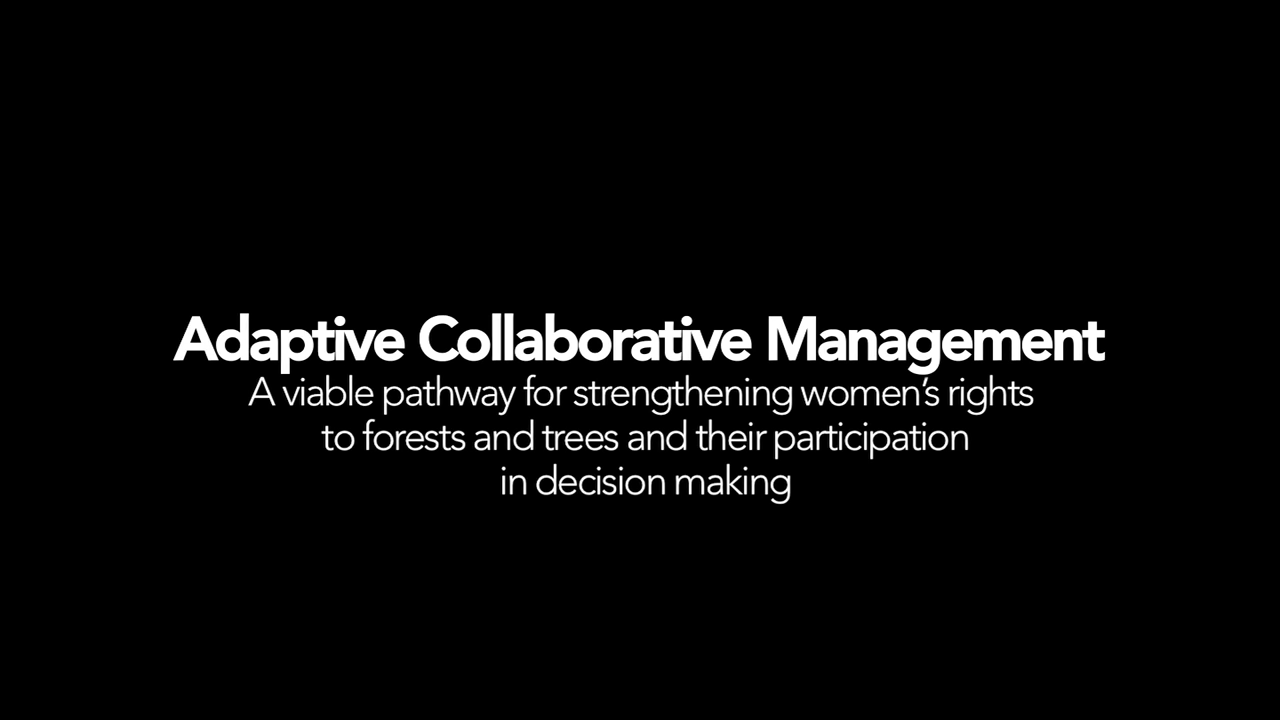 Adaptive Collaborative Management
A viable pathway for strengthening women's rights
to forests and trees and their participation
in decision making